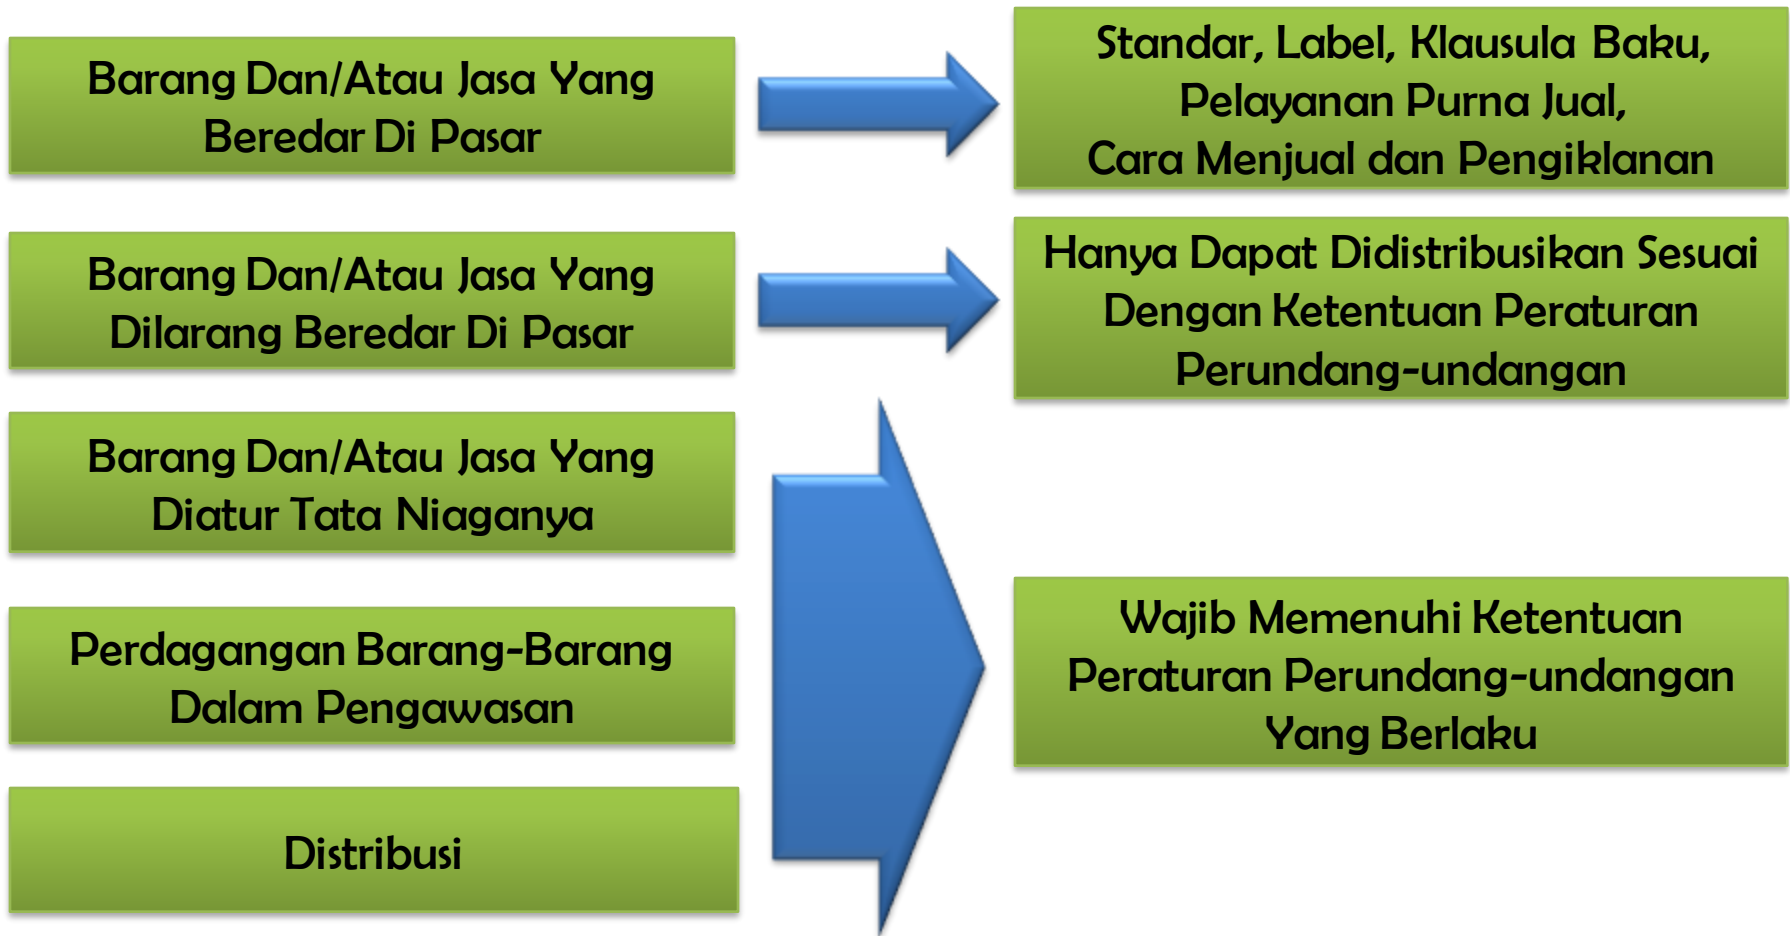 Barang Dan/Atau Jasa Yang
Beredar Di Pasar
Standar, Label, Klausula Baku,
Pelayanan Purna Jual,
Cara Menjual dan Pengiklanan
Barang Dan/Atau Jasa Yang
Dilarang Beredar Di Pasar
Hanya Dapat Didistribusikan Sesuai
Dengan Ketentuan Peraturan
Perundang-undangan
Barang Dan/Atau Jasa Yang
Diatur Tata Niaganya
Perdagangan Barang-Barang
Dalam Pengawasan
Distribusi
Wajib Memenuhi Ketentuan
Peraturan Perundang-undangan
Yang Berlaku